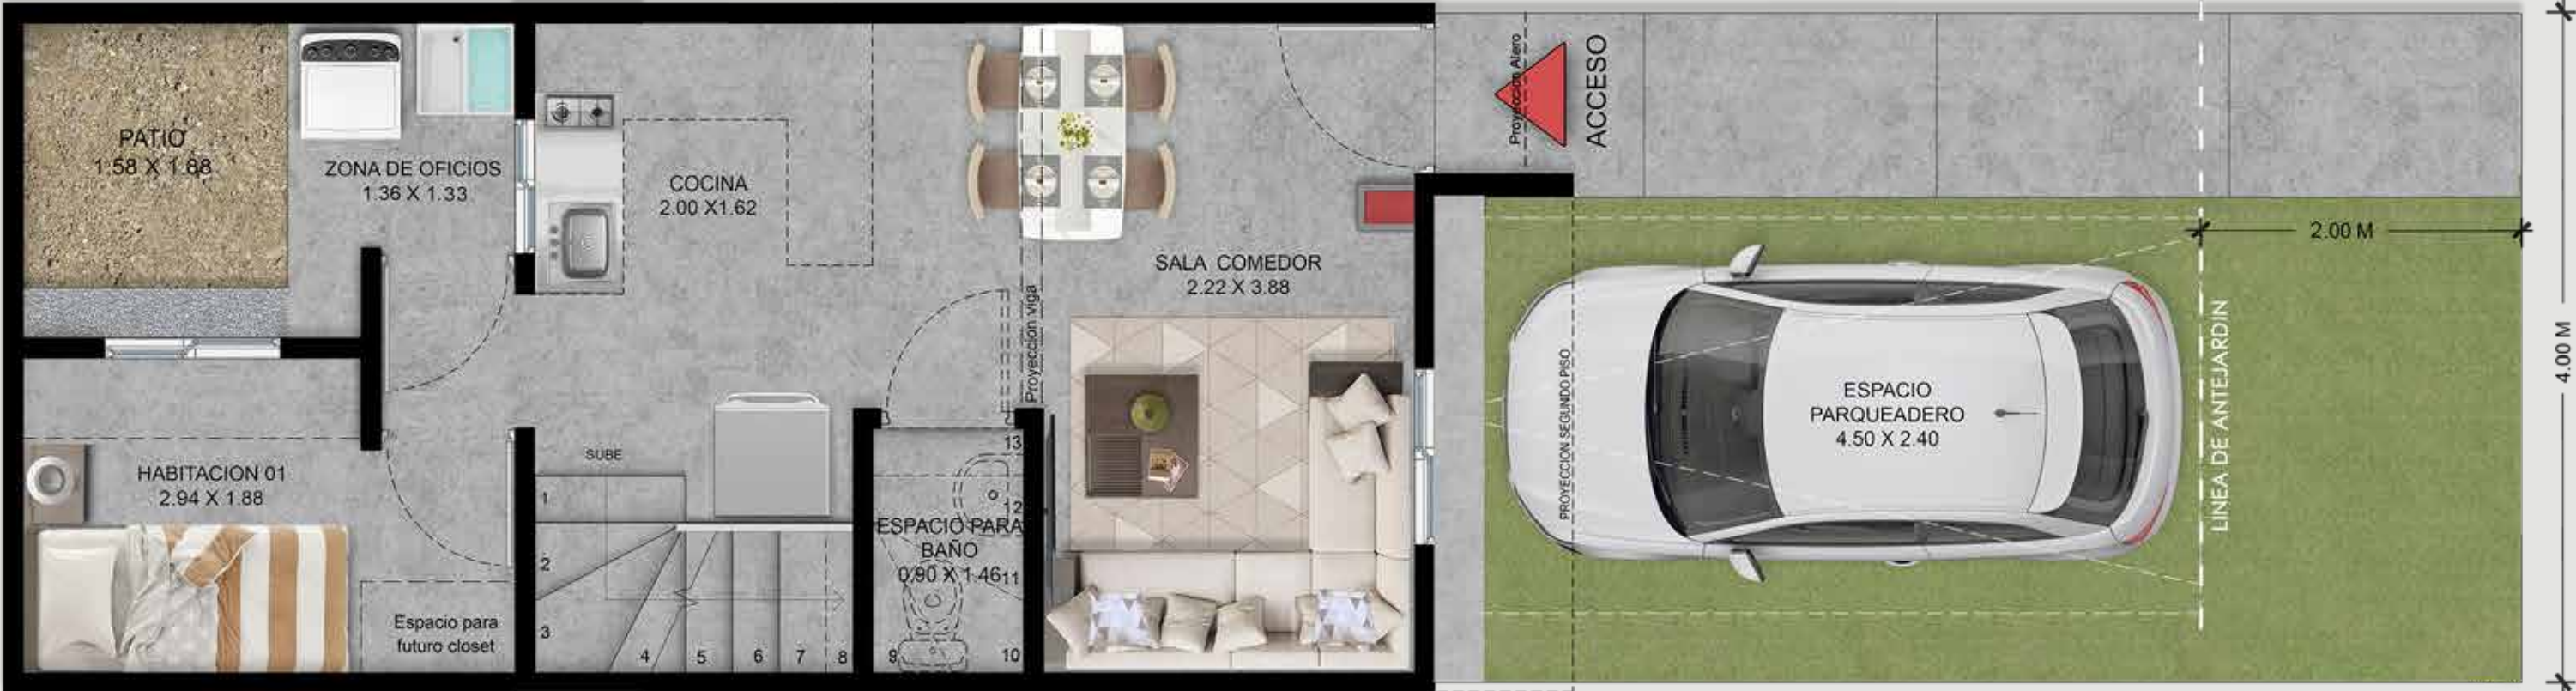 PATIO
1.58 X 1.88
ZONA DE OFICIOS
1.36 X 1.33
COCINA
2.00 X1.62
SALA COMEDOR
2.22 X 3.88
Proyección viga
Proyección Alero
ACCESO
2.00 M
4.00 M
HABITACION 01
2.94 X 1.88
Espacio para
futuro closet
SUBE
1
2
3
4
5
6
7
8
9
10
11
12
13
ESPACIO PARA
BAÑO
0.90 X 1.46
PROYECCION SEGUNDO PISO
ESPACIO
PARQUEADERO
4.50 X 2.40
LINEA DE ANTEJARDIN